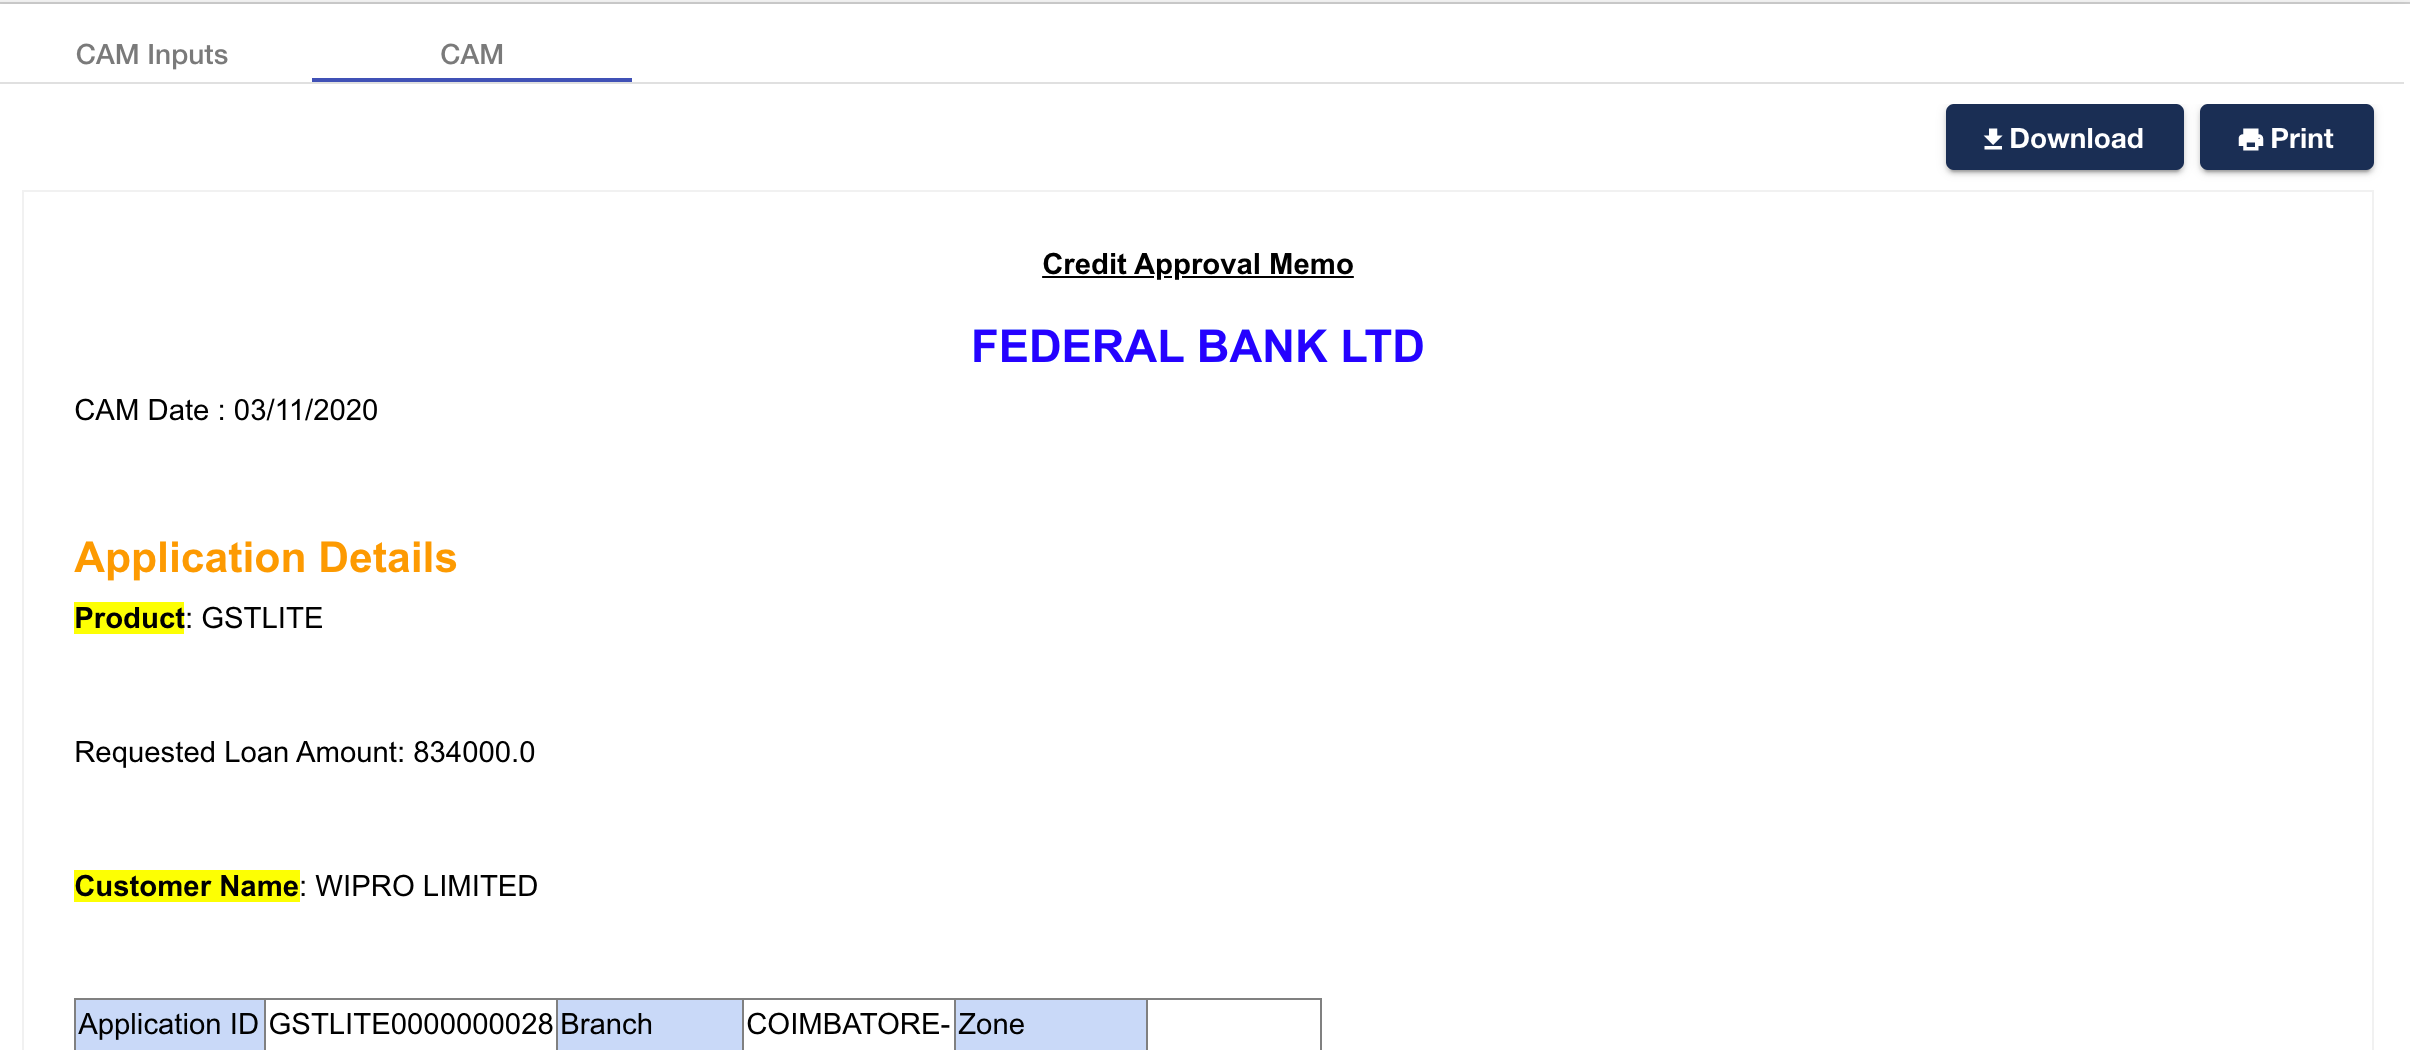 CAM Inputs CAM
Download Print
Credit Approval Memo
FEDERAL BANK LTD
CAM Date : 03/11/2020
Application Details
Product: GSTLITE
Requested Loan Amount: 834000.0
Customer Name: WIPRO LIMITED
Application ID GSTLITE0000000028 Branch COIMBATORE- Zone